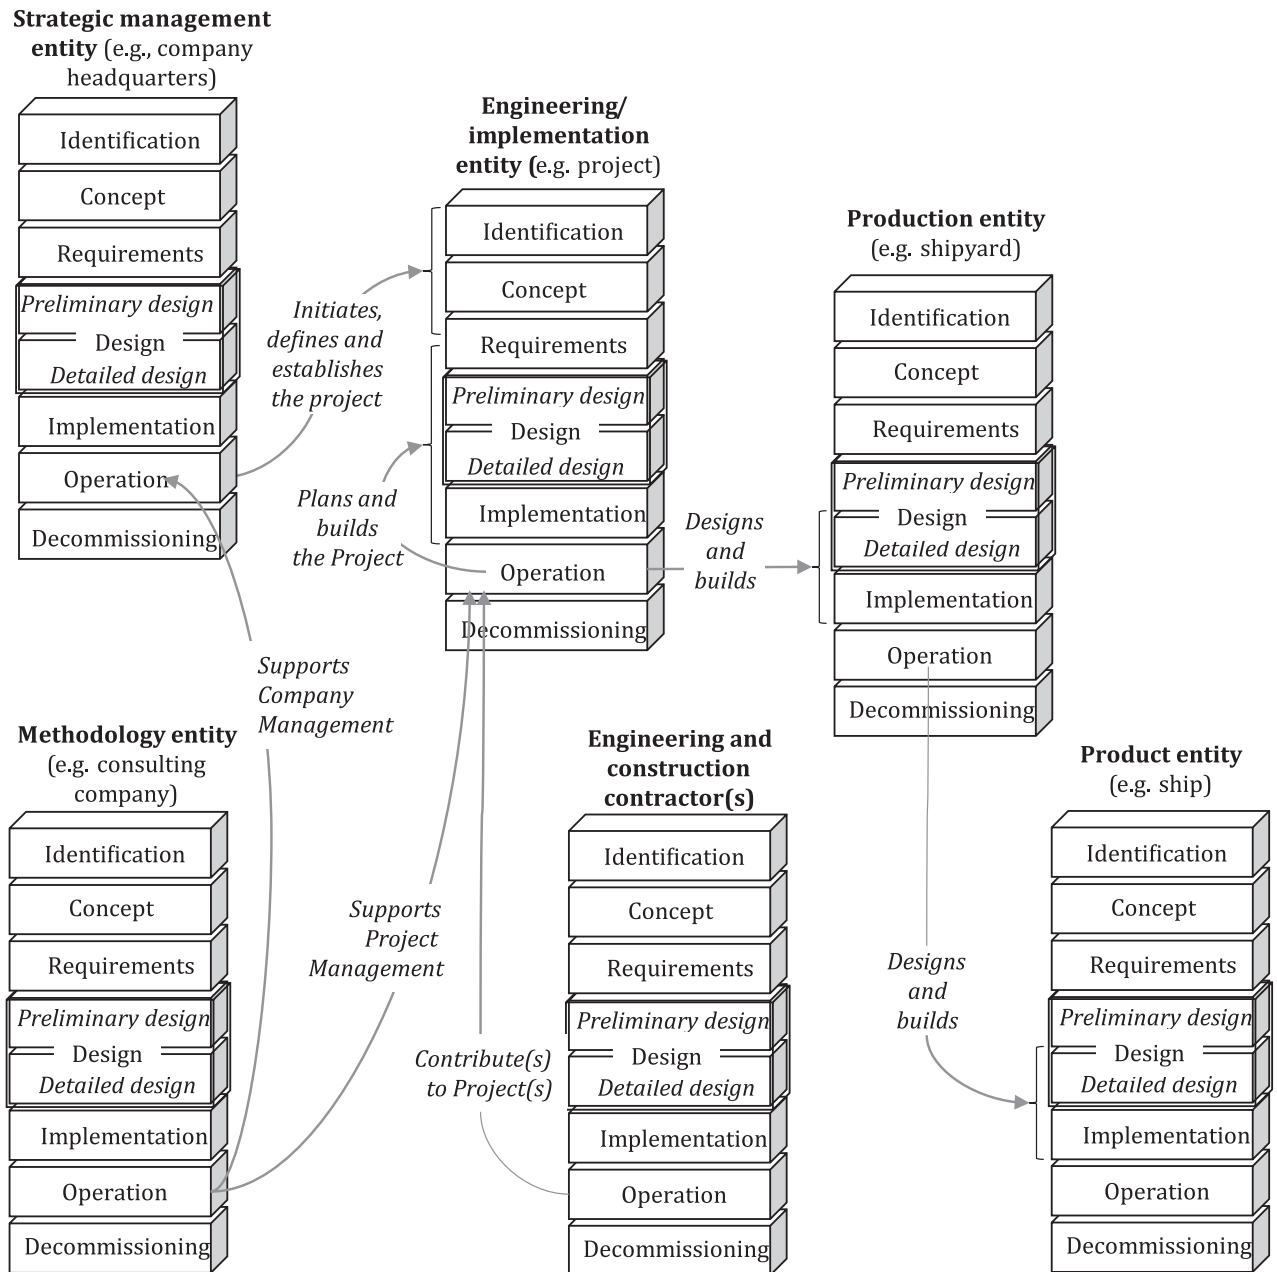 Strategic management
entity (e.g., company
headquarters)
Identification
Concept
Requirements
Preliminary design
Design
Detailed design
Implementation
Operation
Decommissioning
Initiates,
defines and
establishes
the project
Plans and
builds
the Project
Engineering/
implementation
entity (e.g. project)
Identification
Concept
Requirements
Preliminary design
Design
Detailed design
Implementation
Operation
Decommissioning
Designs
and
builds
Production entity
(e.g. shipyard)
Identification
Concept
Requirements
Preliminary design
Design
Detailed design
Implementation
Operation
Decommissioning
Supports
Company
Management
Methodology entity
(e.g. consulting
company)
Identification
Concept
Requirements
Preliminary design
Design
Detailed design
Implementation
Operation
Decommissioning
Supports
Project
Management
Contribute(s)
to Project(s)
Engineering and
construction
contractor(s)
Identification
Concept
Requirements
Preliminary design
Design
Detailed design
Implementation
Operation
Decommissioning
Designs
and
builds
Product entity
(e.g. ship)
Identification
Concept
Requirements
Preliminary design
Design
Detailed design
Implementation
Operation
Decommissioning